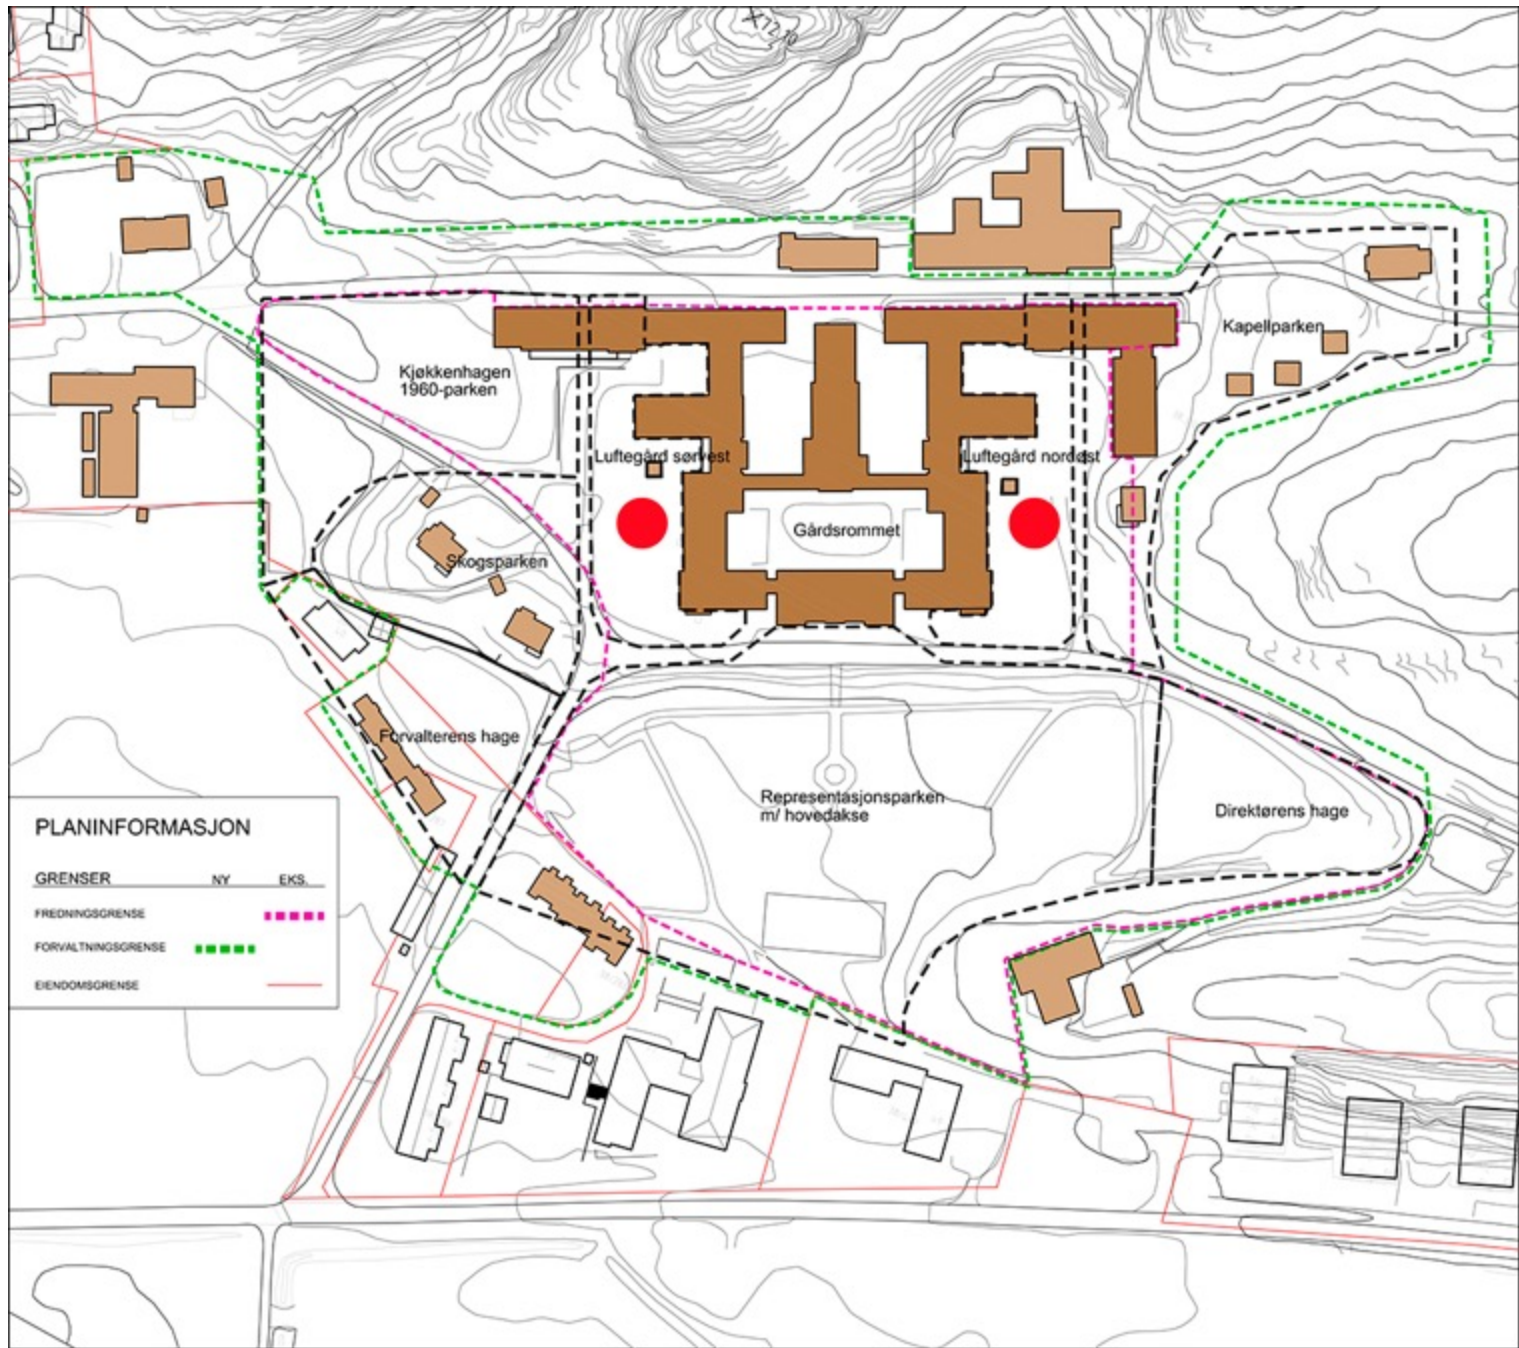 Kapellparken
Kjøkkenhagen
1960-parken
Luftegård sørvest
Luftegård nordøst
Gårdsrommet
Skogsparken
Forvalterens hage
Representasjonsparken
m/ hovedakse
Direktørens hage
PLANINFORMASJON
GRENSER NY EKS.
FREDNINGSGRENSE
FORVALTNINGSGRENSE
EIENDOMSGRENSE